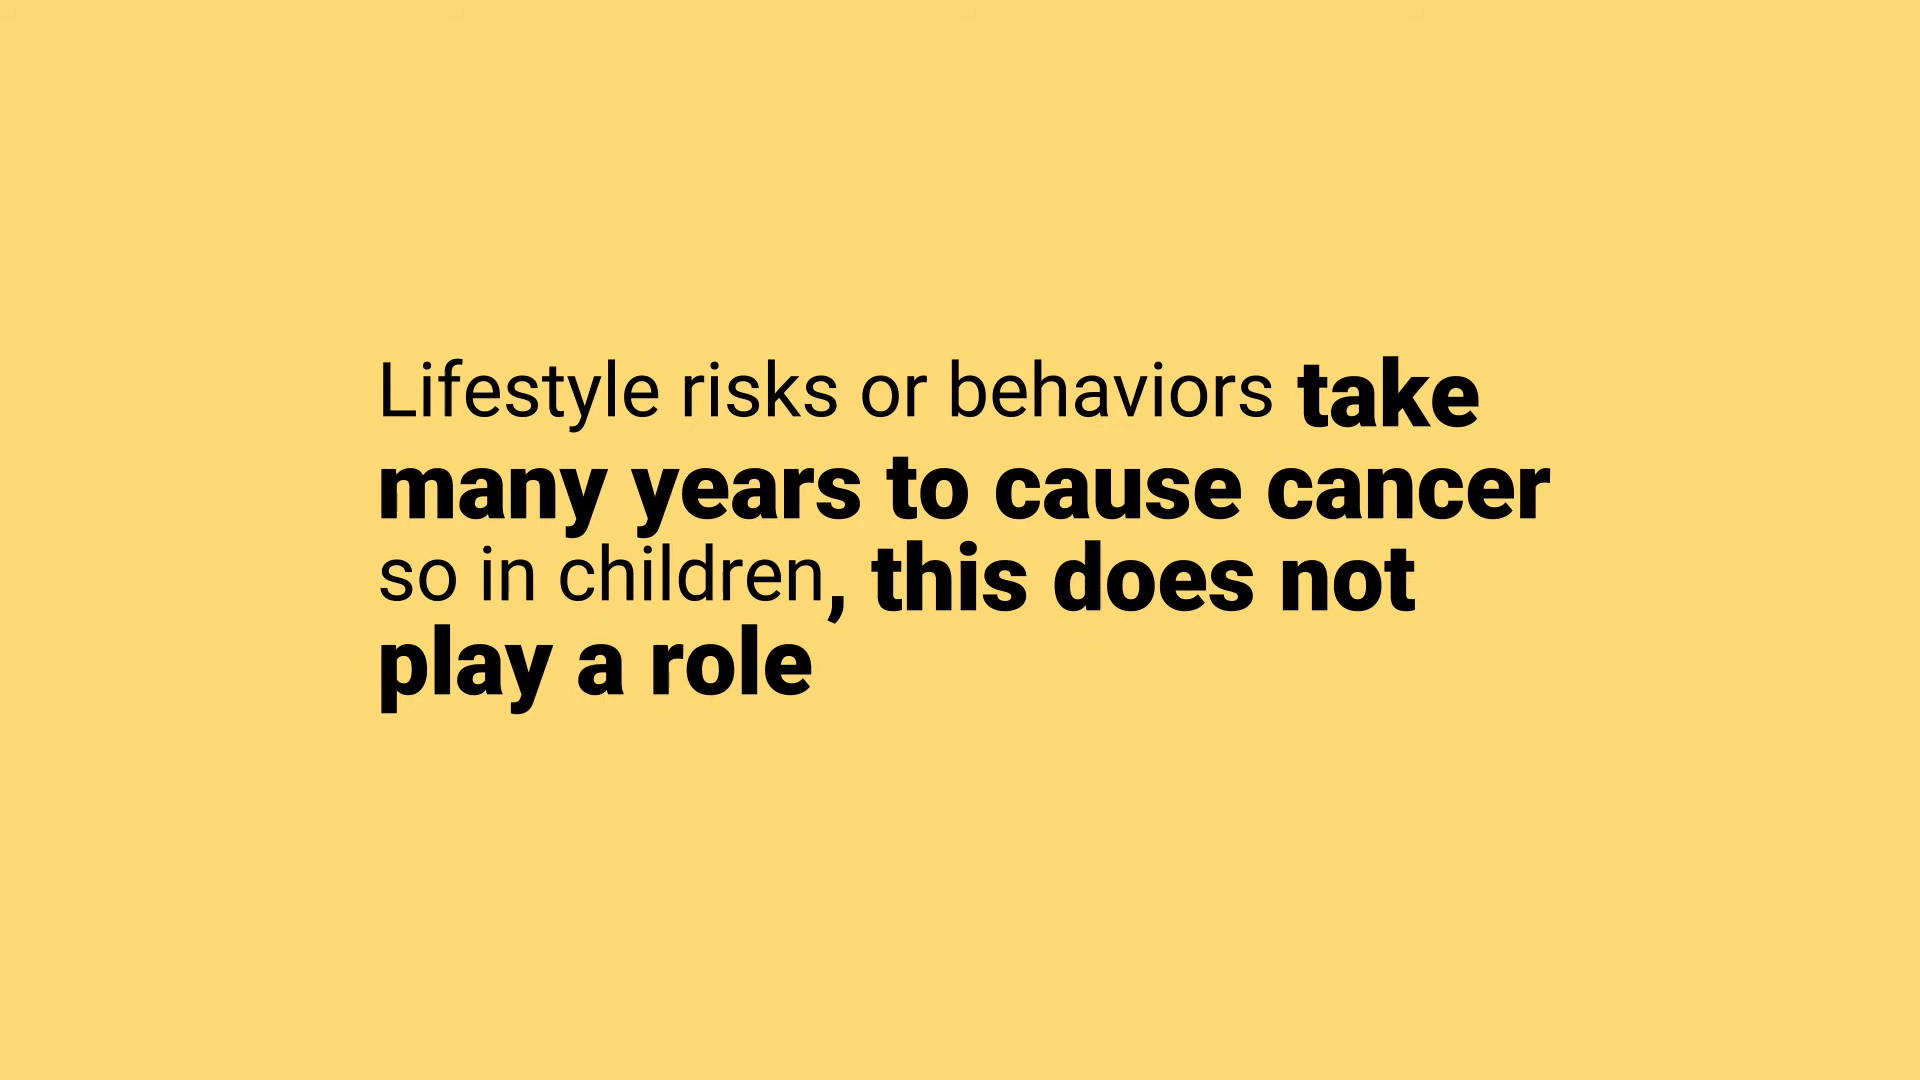 Lifestyle risks or behaviors take
many years to cause cancer
so in children, this does not
play a role